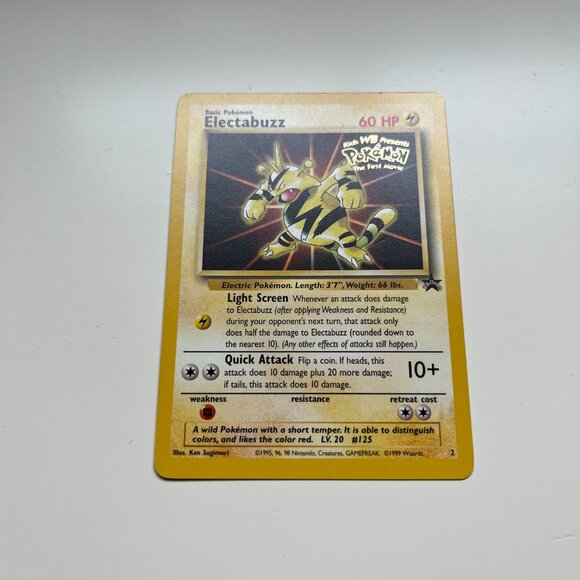 Basic Pokémon
Electabuzz 60 HP
Kids WB Presents
POKéMON
The First Movie
Electric Pokémon. Length: 3'7", Weight: 66 lbs.
Light Screen Whenever an attack does damage
to Electabuzz (after applying Weakness and Resistance)
during your opponent's next turn, that attack only
does half the damage to Electabuzz (rounded down to
the nearest 10). (Any other effects of attacks still happen.)
Quick Attack Flip a coin. If heads, this
attack does 10 damage plus 20 more damage;
if tails, this attack does 10 damage.
10+
weakness resistance retreat cost
A wild Pokémon with a short temper. It is able to distinguish
colors, and likes the color red. LV. 20 #125
Illus. Ken Sugimori ©1995, 96, 98 Nintendo, Creatures, GAMEFREAK. ©1999 Wizards. 2